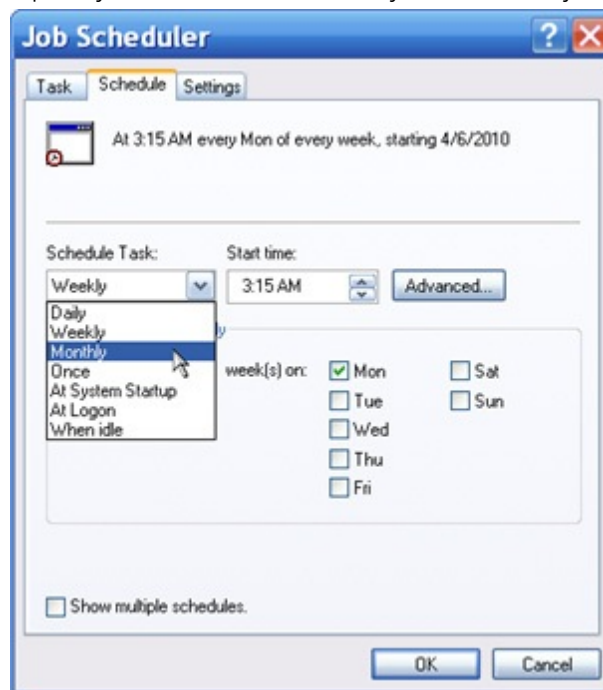 Job Scheduler
Task Schedule Settings
At 3:15 AM every Mon of every week, starting 4/6/2010
Schedule Task: Start time:
Weekly 3:15 AM Advanced...
Daily
Weekly
Monthly
Once week(s) on: Mon Sat
At System Startup Tue Sun
At Logon
When idle Wed
Thu
Fri
Show multiple schedules.
OK Cancel